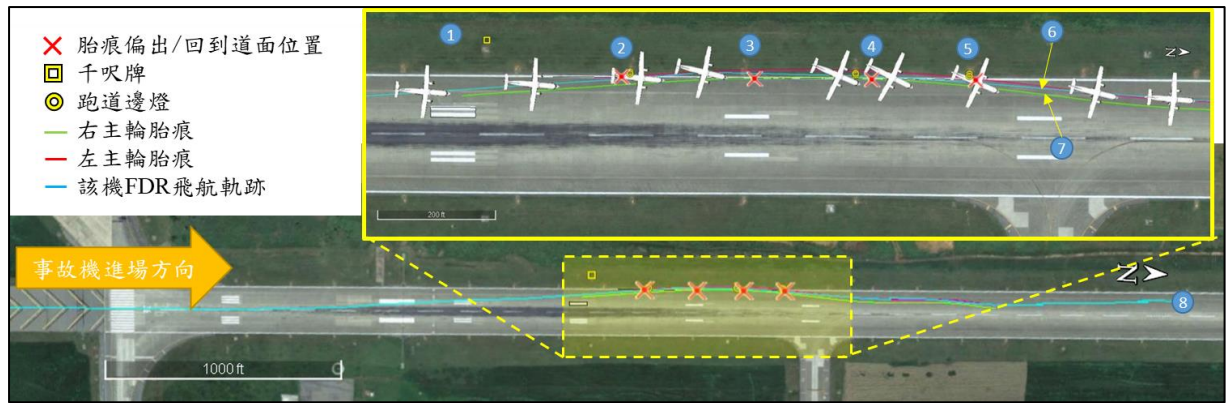 胎痕偏出/回到道面位置
千呎牌
跑道邊燈
右主輪胎痕
左主輪胎痕
該機FDR飛航軌跡
1
2
3
4
5
6
7
N
200 ft
事故機進場方向
N
8
1000 ft